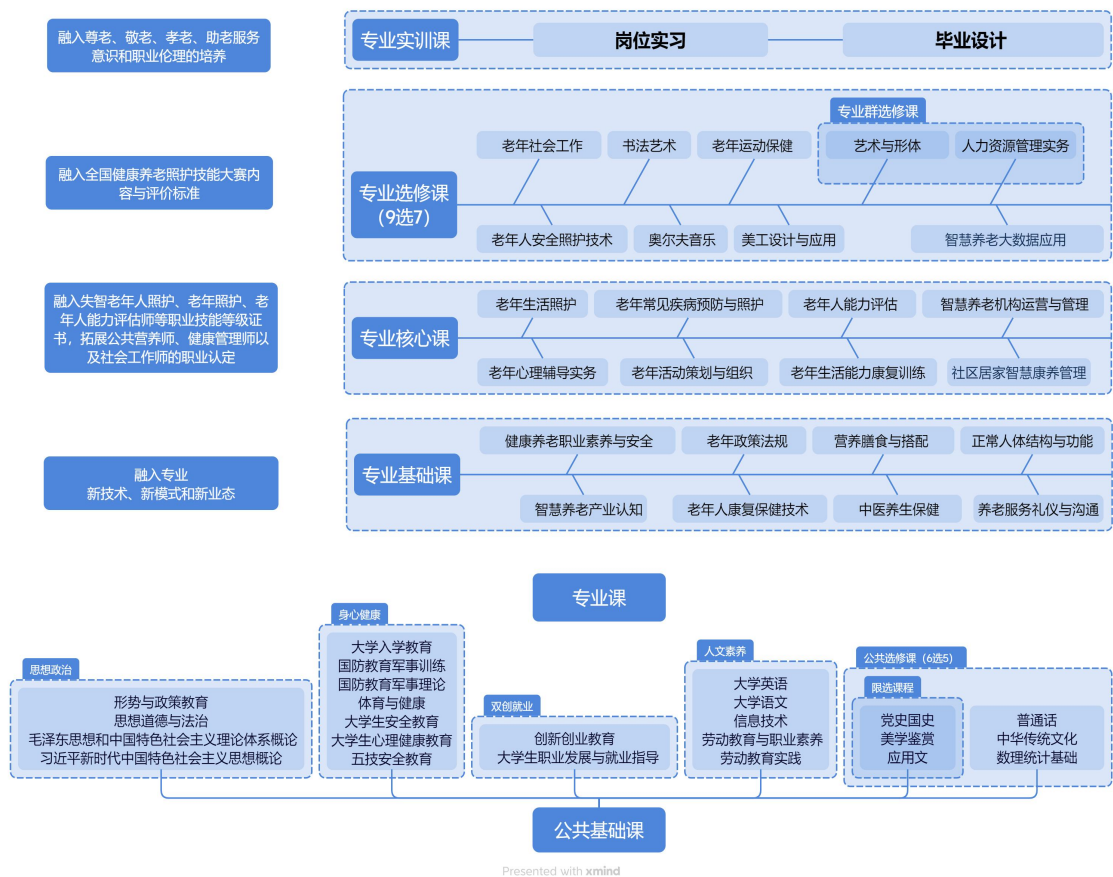 融入尊老、敬老、孝老、助老服务
意识和职业伦理的培养
专业实训课
岗位实习
毕业设计
专业群选修课
老年社会工作
书法艺术
老年运动保健
艺术与形体
人力资源管理实务
融入全国健康养老照护技能大赛内
容与评价标准
专业选修课
（9选7）
老年人安全照护技术
奥尔夫音乐
美工设计与应用
智慧养老大数据应用
融入失智老年人照护、老年照护、老
年人能力评估师等职业技能等级证
书，拓展公共营养师、健康管理师以
及社会工作师的职业认定
老年生活照护
老年常见疾病预防与照护
老年人能力评估
智慧养老机构运营与管理
专业核心课
老年心理辅导实务
老年活动策划与组织
老年生活能力康复训练
社区居家智慧康养管理
健康养老职业素养与安全
老年政策法规
营养膳食与搭配
正常人体结构与功能
融入专业
新技术、新模式和新业态
专业基础课
智慧养老产业认知
老年人康复保健技术
中医养生保健
养老服务礼仪与沟通
专业课
思想政治
形势与政策教育
思想道德与法治
毛泽东思想和中国特色社会主义理论体系概论
习近平新时代中国特色社会主义思想概论
身心健康
大学入学教育
国防教育军事训练
国防教育军事理论
体育与健康
大学生安全教育
大学生心理健康教育
五技安全教育
双创就业
创新创业教育
大学生职业发展与就业指导
人文素养
大学英语
大学语文
信息技术
劳动教育与职业素养
劳动教育实践
公共选修课（6选5）
限选课程
党史国史
美学鉴赏
应用文
普通话
中华传统文化
数理统计基础
公共基础课
Presented with xmind